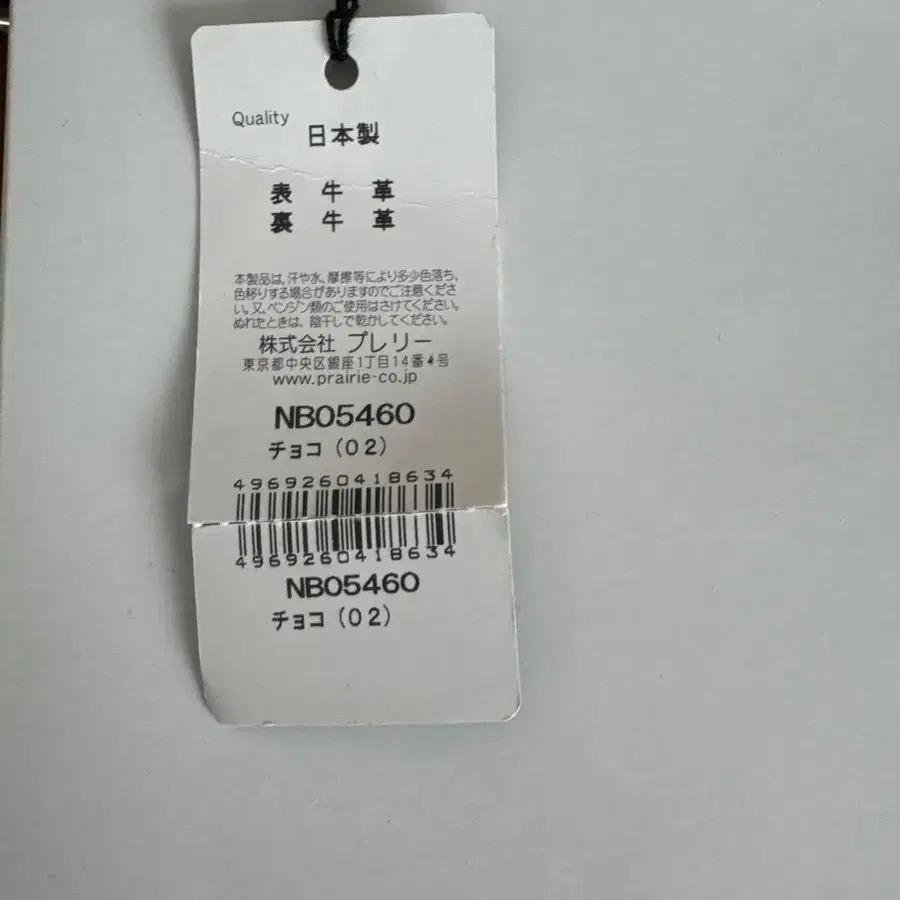 Quality
日本製
表 牛 革
裏 牛 革
本製品は、汗や水、摩擦等により多少色落ち、
色移りする場合がありますのでご注意くださ
い。又、ベンジン類のご使用はさけてください。
ぬれたときは、陰干しで乾かしてください。
株式会社 プレリー
東京都中央区銀座1丁目14番4号
www.prairie-co.jp
NB05460
チョコ(02)
4969260418634
4969260418634
NB05460
チョコ(02)